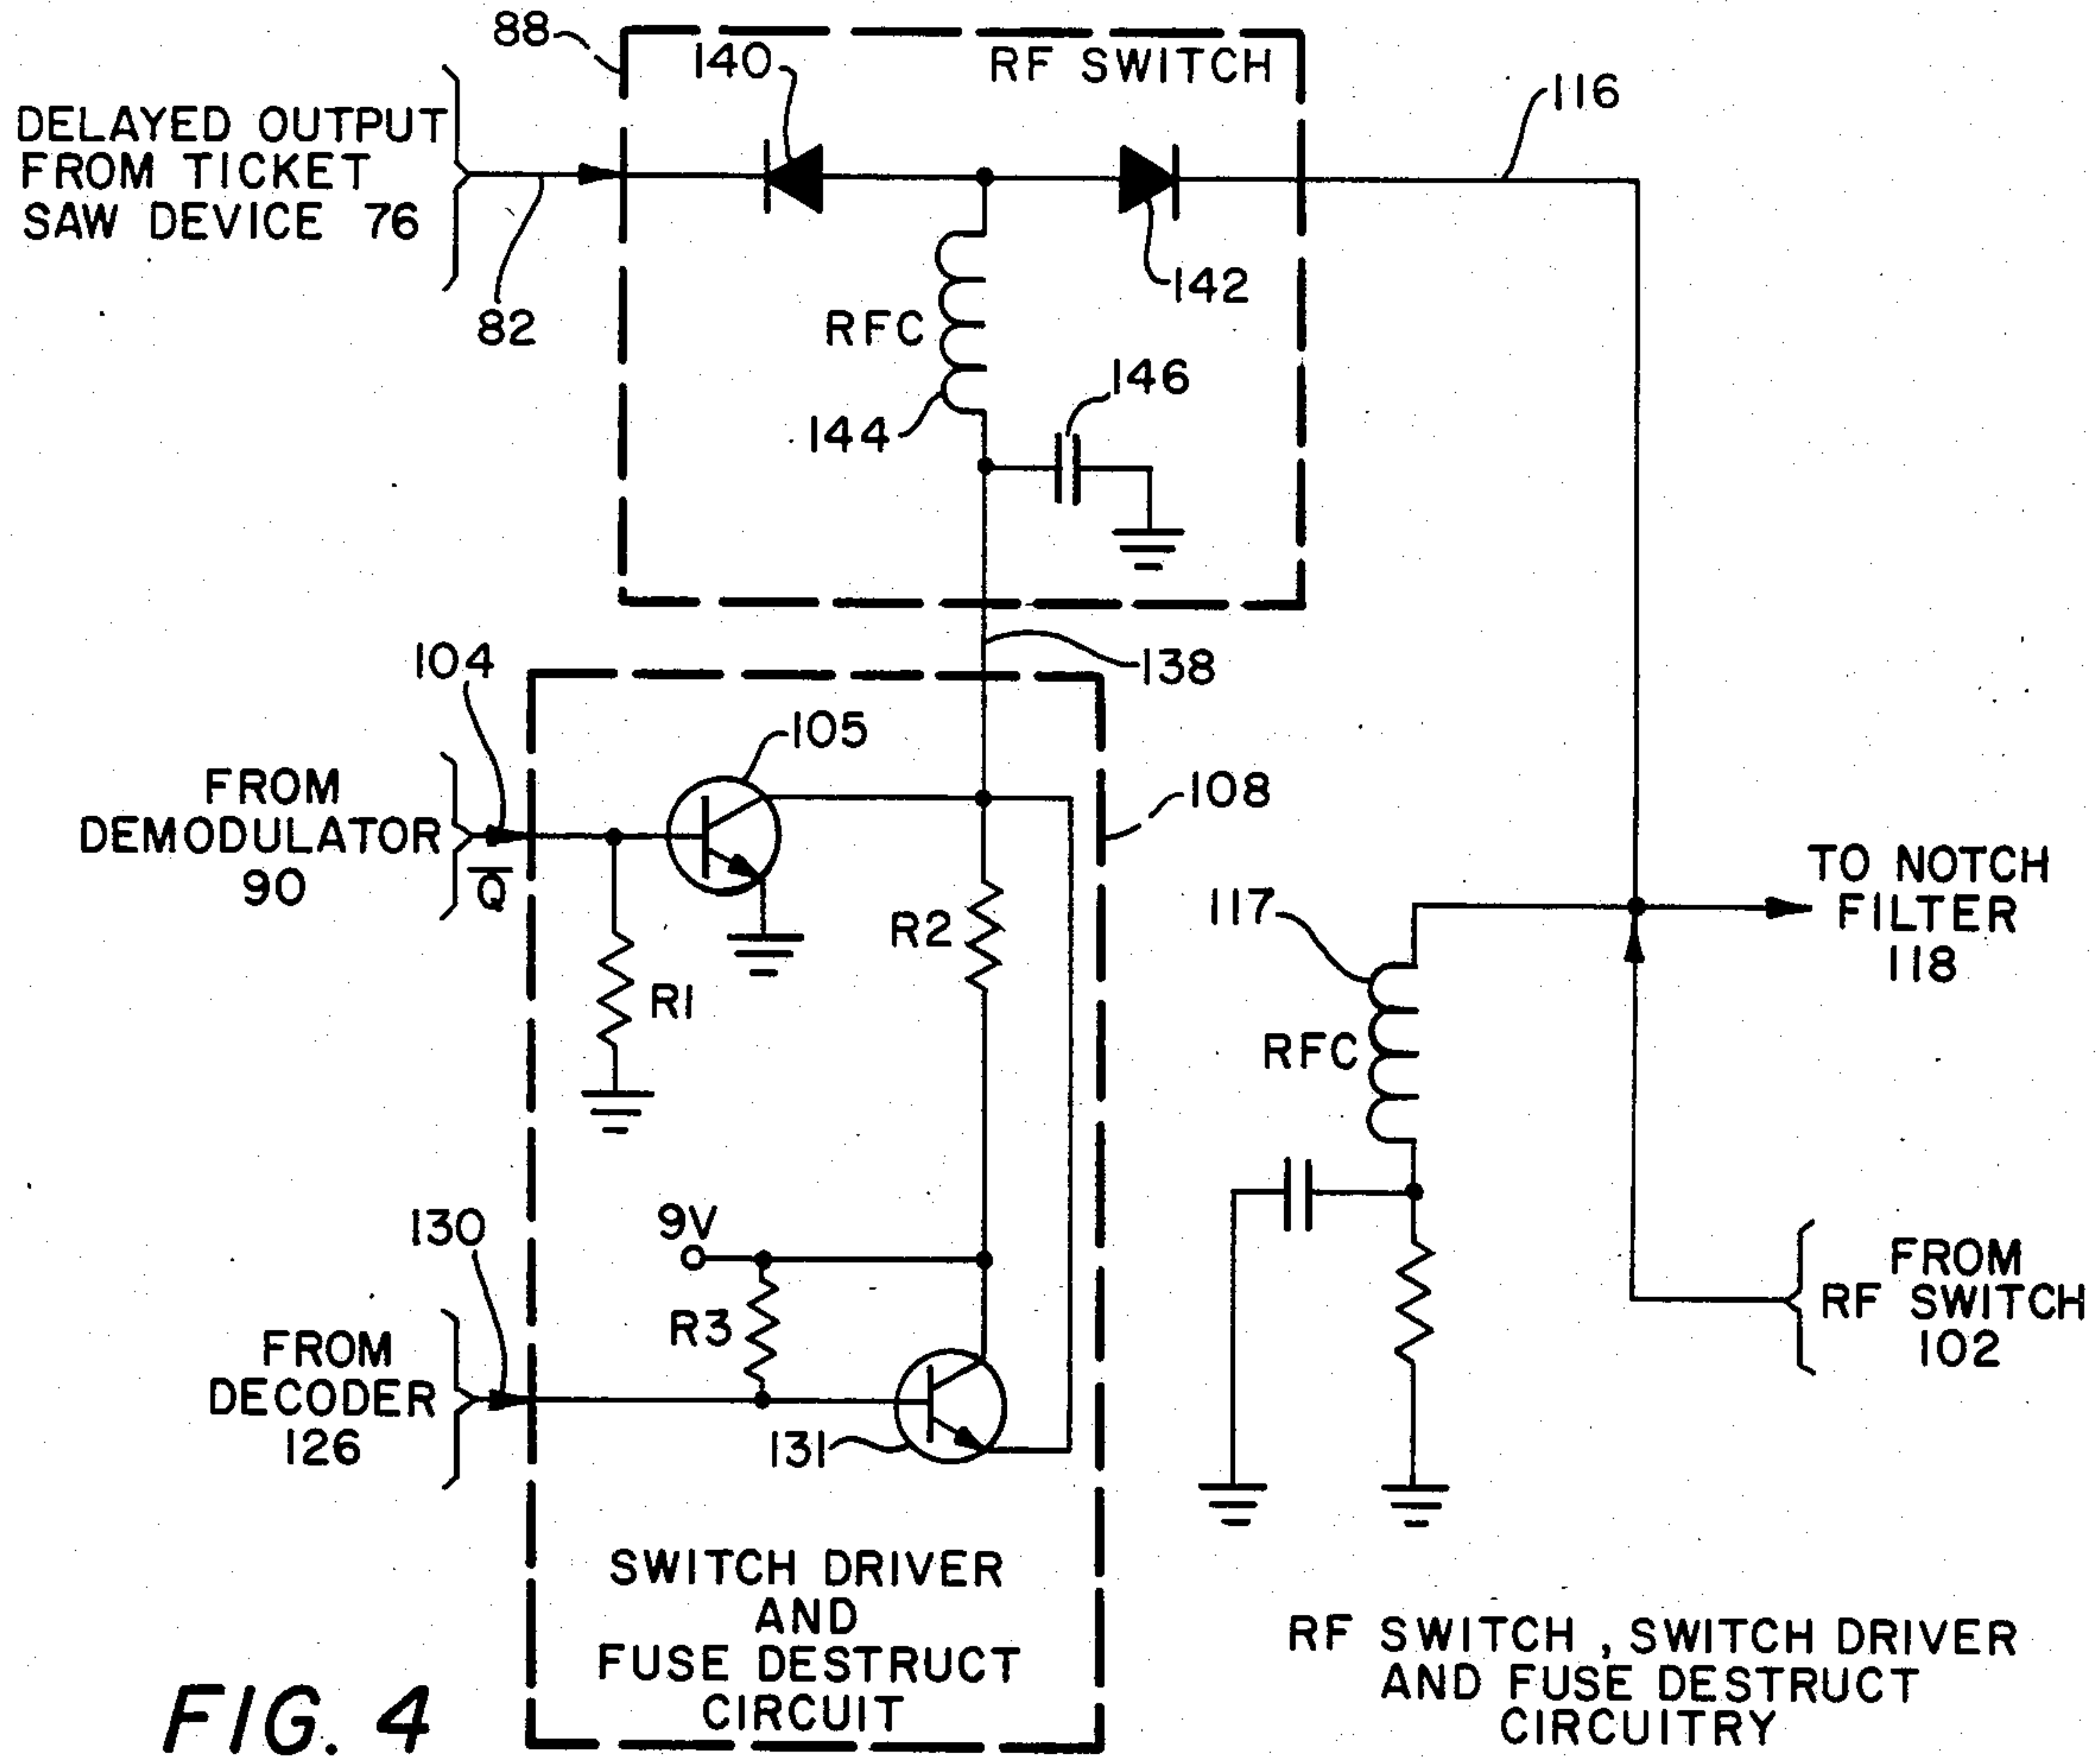 88
140
RF SWITCH
116
DELAYED OUTPUT
FROM TICKET
SAW DEVICE 76
82
142
RFC
144
146
138
104
105
108
FROM
DEMODULATOR
90
Q̅
R1
R2
117
TO NOTCH
FILTER
118
RFC
130
9V
R3
FROM
DECODER
126
131
FROM
RF SWITCH
102
SWITCH DRIVER
AND
FUSE DESTRUCT
CIRCUIT
RF SWITCH, SWITCH DRIVER
AND FUSE DESTRUCT
CIRCUITRY
FIG. 4